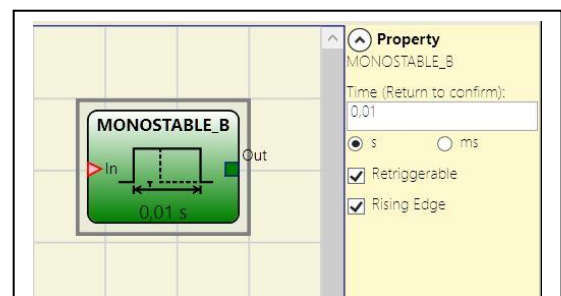 Property
MONOSTABLE_B
Time (Return to confirm):
0,01
s
ms
Retriggerable
Rising Edge
MONOSTABLE_B
In
Out
T
0,01 s